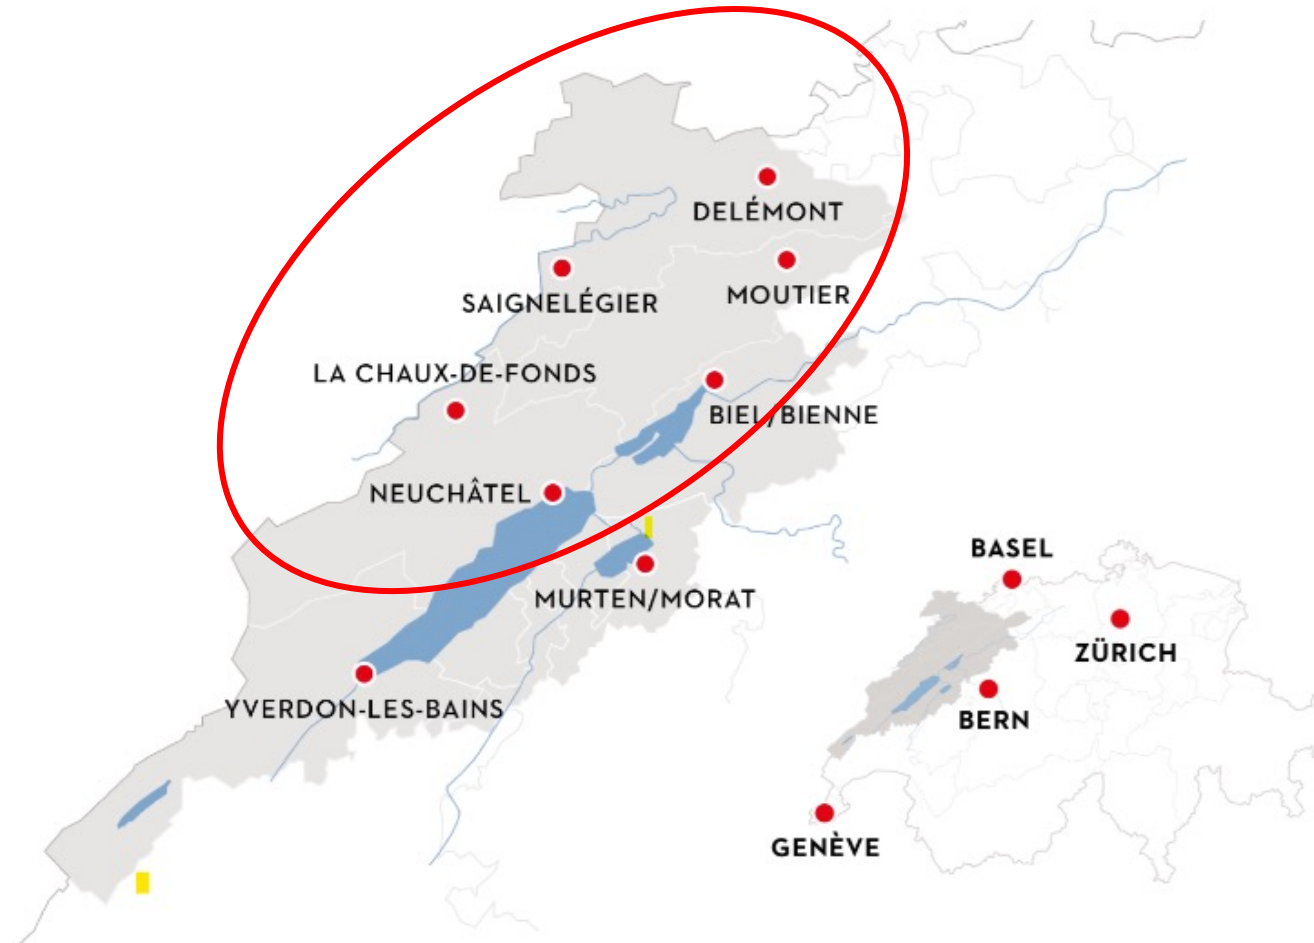 DELÉMONT
MOUTIER
SAIGNELÉGIER
LA CHAUX-DE-FONDS
BIEL/BIENNE
NEUCHÂTEL
MURTEN/MORAT
YVERDON-LES-BAINS
BASEL
ZÜRICH
BERN
GENÈVE